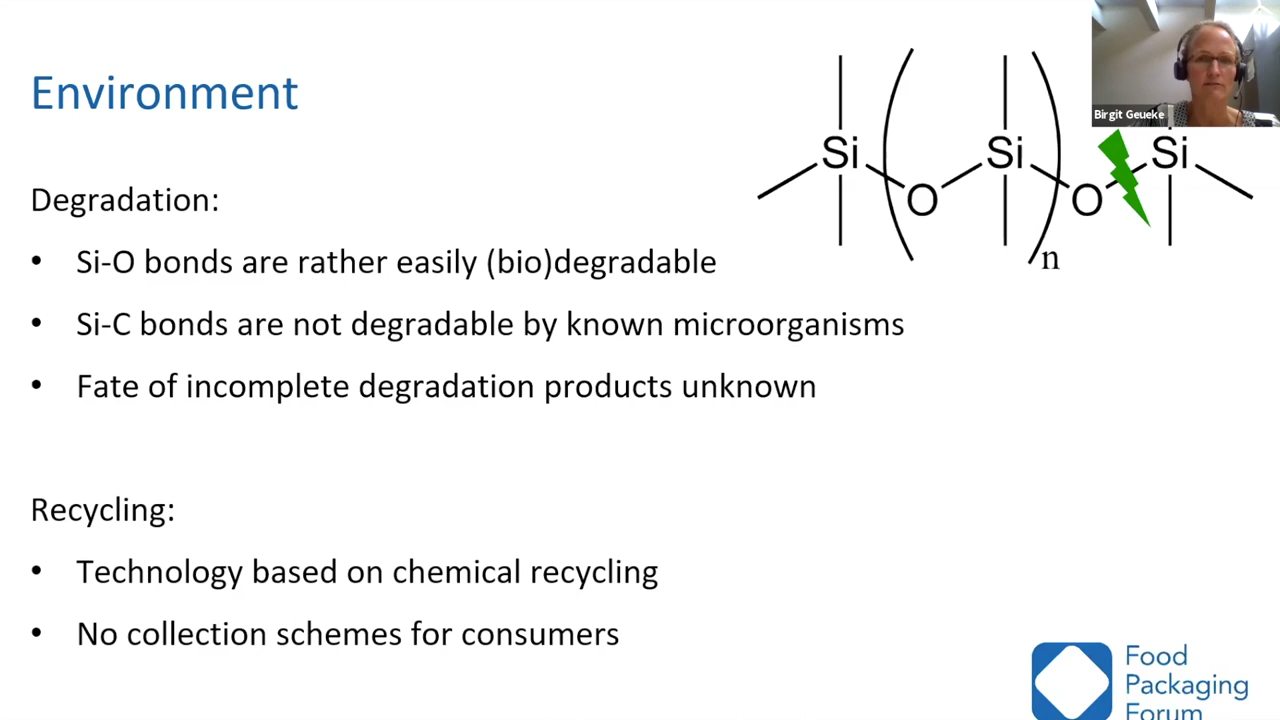 Environment
Birgit Geueke
Si
Si
Si
O
O
n
Degradation:
• Si-O bonds are rather easily (bio)degradable
• Si-C bonds are not degradable by known microorganisms
• Fate of incomplete degradation products unknown
Recycling:
• Technology based on chemical recycling
• No collection schemes for consumers
Food
Packaging
Forum